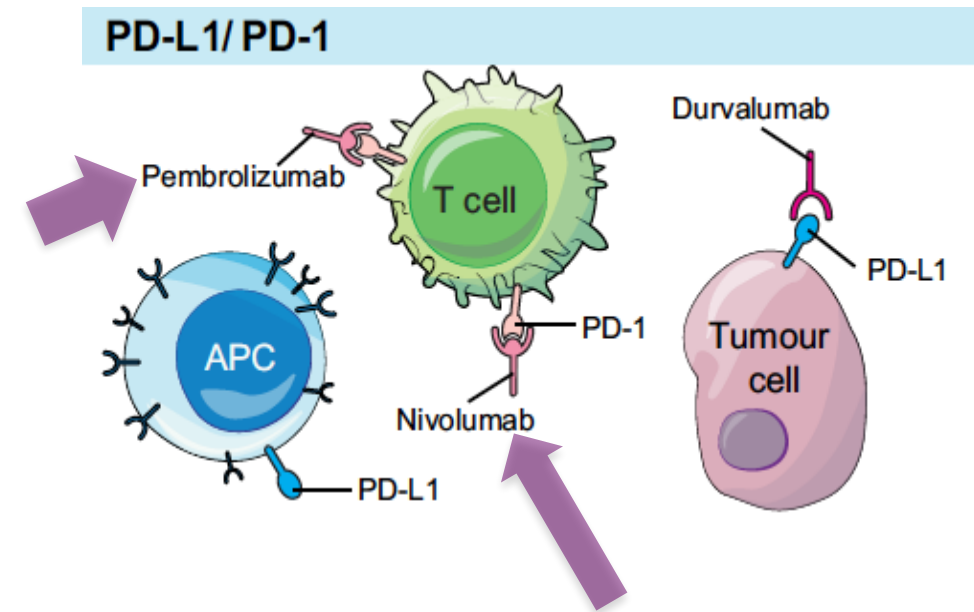 PD-L1/ PD-1
Durvalumab
Pembrolizumab
T cell
PD-L1
PD-1
APC
Tumour
cell
Nivolumab
PD-L1